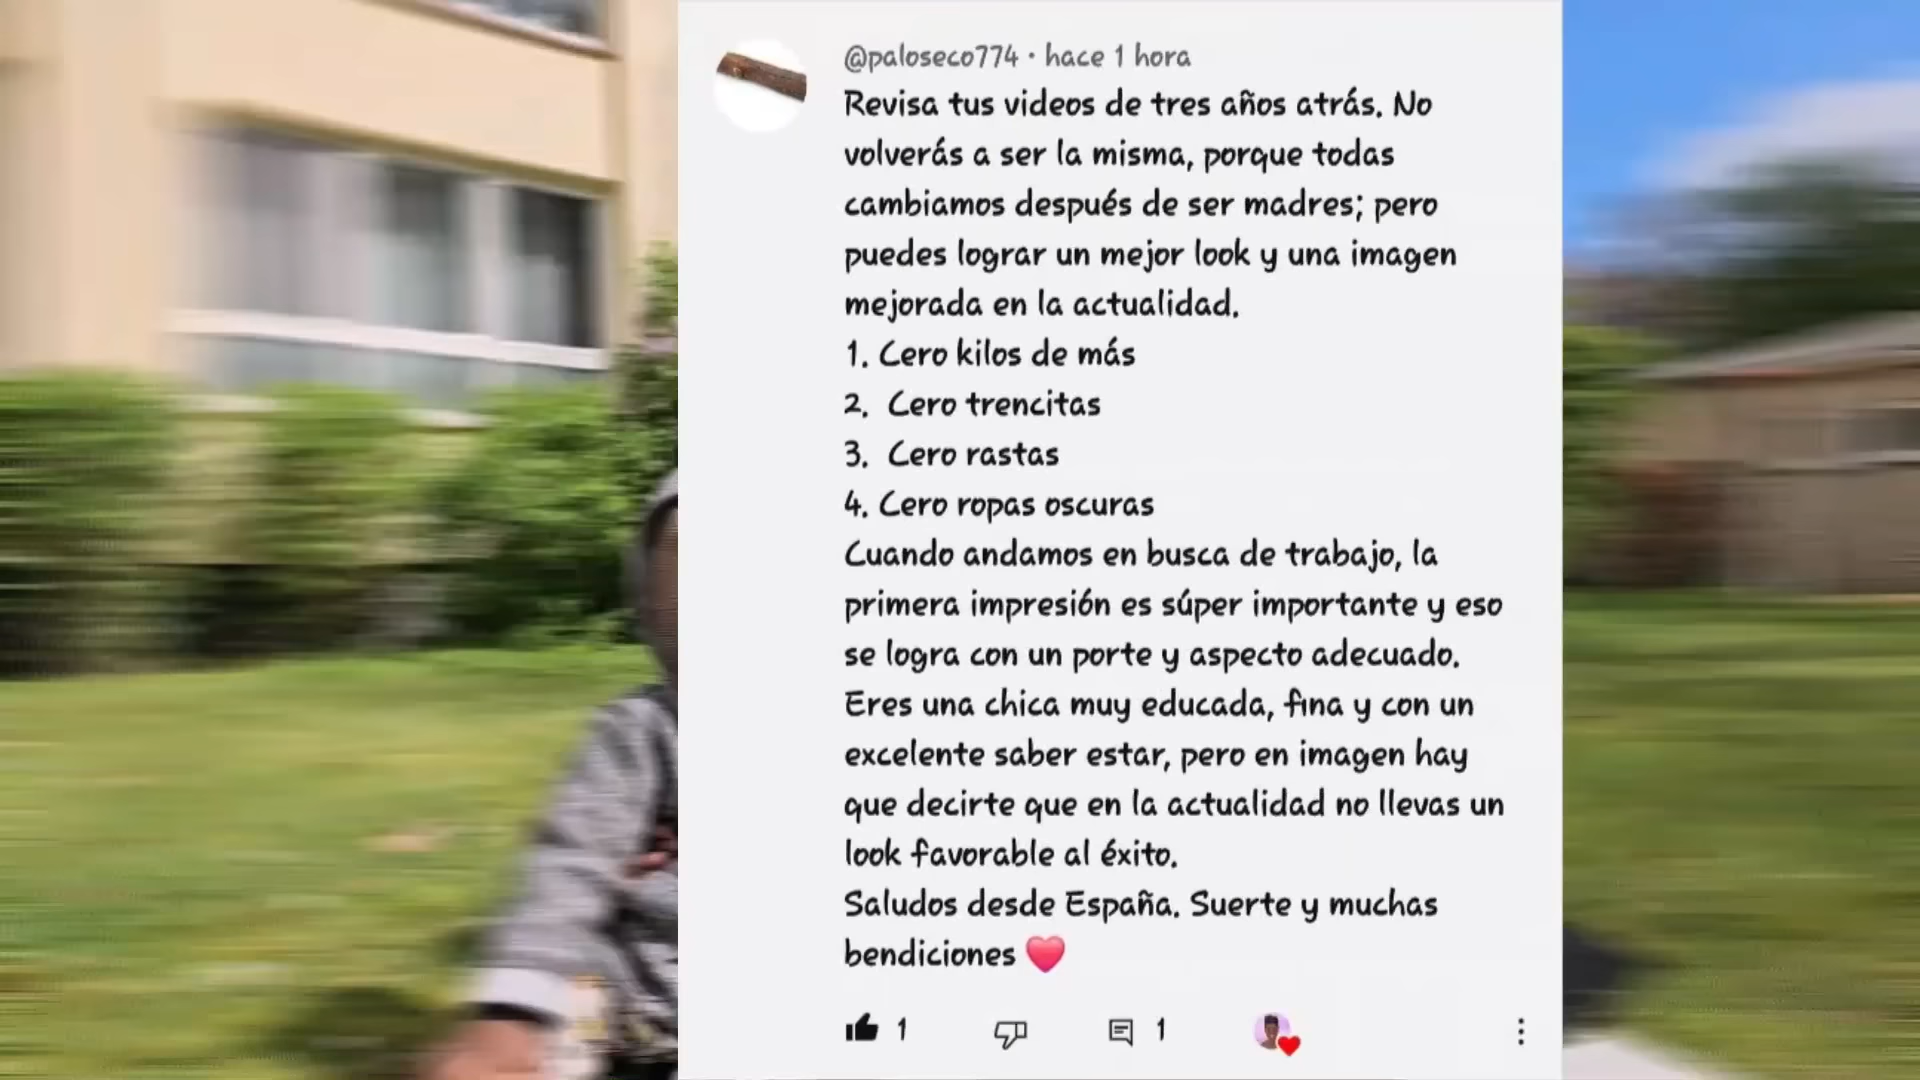 @paloseco774 · hace 1 hora
Revisa tus videos de tres años atrás. No
volverás a ser la misma, porque todas
cambiamos después de ser madres; pero
puedes lograr un mejor look y una imagen
mejorada en la actualidad.
1. Cero kilos de más
2. Cero trencitas
3. Cero rastas
4. Cero ropas oscuras
Cuando andamos en busca de trabajo, la
primera impresión es súper importante y eso
se logra con un porte y aspecto adecuado.
Eres una chica muy educada, fina y con un
excelente saber estar, pero en imagen hay
que decirte que en la actualidad no llevas un
look favorable al éxito.
Saludos desde España. Suerte y muchas
bendiciones ❤️
1 1